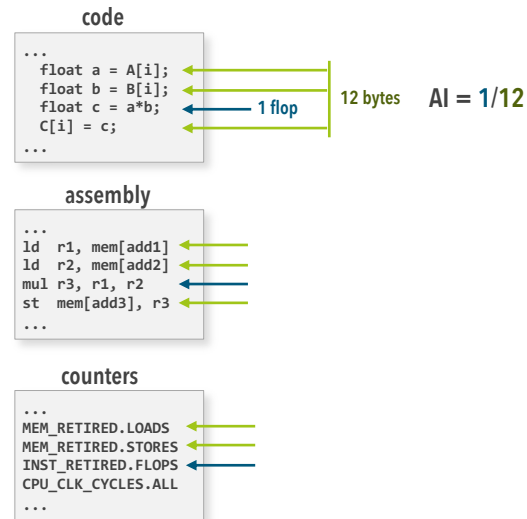 code
...
float a = A[i];
float b = B[i];
float c = a*b;
C[i] = c;
...
1 flop
12 bytes
AI = 1/12
assembly
...
ld r1, mem[add1]
ld r2, mem[add2]
mul r3, r1, r2
st mem[add3], r3
...
counters
...
MEM_RETIRED.LOADS
MEM_RETIRED.STORES
INST_RETIRED.FLOPS
CPU_CLK_CYCLES.ALL
...